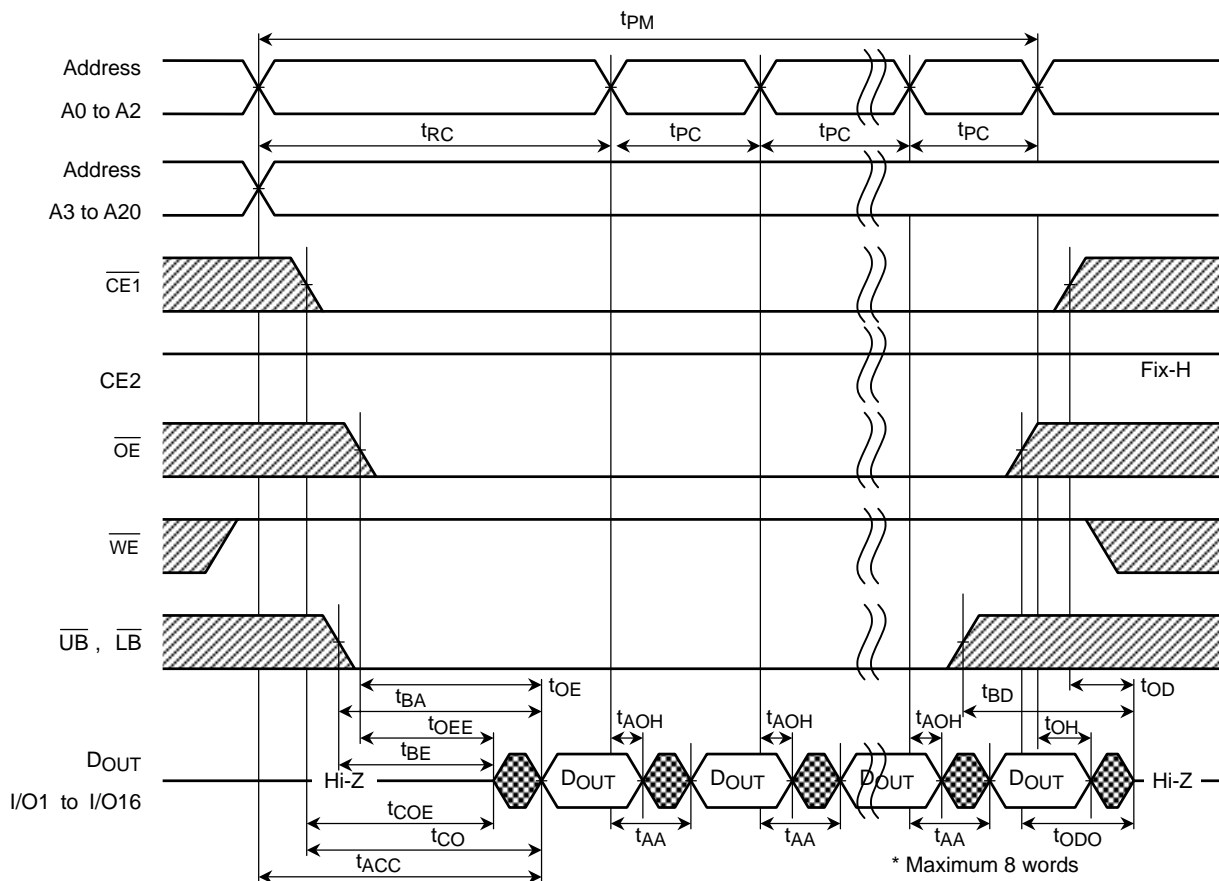 tPM
Address
A0 to A2
tRC tPC tPC tPC
Address
A3 to A20
CE1
CE2
Fix-H
OE
WE
UB , LB
tOE tOD
tBA tBD
tOEE tAOH tAOH tAOH tOH
tBE
DOUT
I/O1 to I/O16
Hi-Z DOUT DOUT DOUT DOUT Hi-Z
tCOE
tCO tAA tAA tAA tODO
tACC
* Maximum 8 words